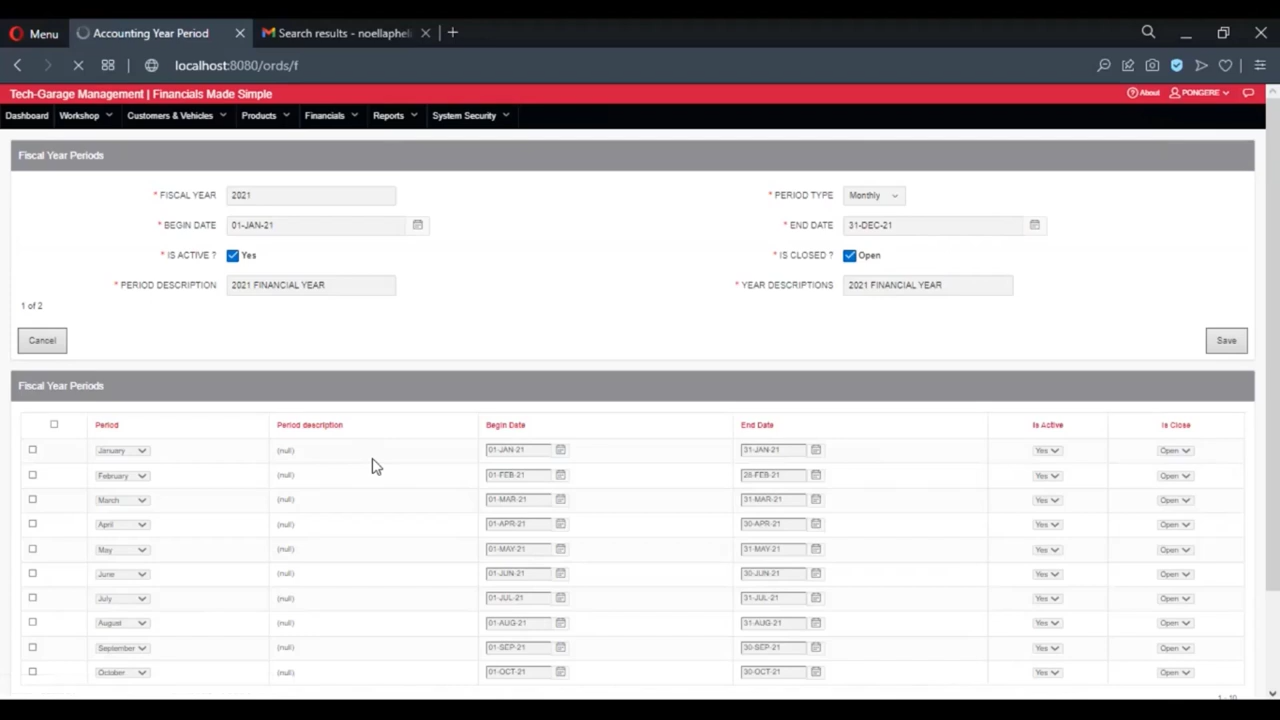 Menu Accounting Year Period Search results - noellaphel
localhost:8080/ords/f
Tech-Garage Management | Financials Made Simple About PONGERE
Dashboard Workshop Customers & Vehicles Products Financials Reports System Security
Fiscal Year Periods
* FISCAL YEAR 2021 * PERIOD TYPE Monthly
* BEGIN DATE 01-JAN-21 * END DATE 31-DEC-21
* IS ACTIVE ? Yes * IS CLOSED ? Open
* PERIOD DESCRIPTION 2021 FINANCIAL YEAR * YEAR DESCRIPTIONS 2021 FINANCIAL YEAR
1 of 2
Cancel Save
Fiscal Year Periods
Period Period description Begin Date End Date Is Active Is Close
January (null) 01-JAN-21 31-JAN-21 Yes Open
February (null) 01-FEB-21 28-FEB-21 Yes Open
March (null) 01-MAR-21 31-MAR-21 Yes Open
April (null) 01-APR-21 30-APR-21 Yes Open
May (null) 01-MAY-21 31-MAY-21 Yes Open
June (null) 01-JUN-21 30-JUN-21 Yes Open
July (null) 01-JUL-21 31-JUL-21 Yes Open
August (null) 01-AUG-21 31-AUG-21 Yes Open
September (null) 01-SEP-21 30-SEP-21 Yes Open
October (null) 01-OCT-21 30-OCT-21 Yes Open